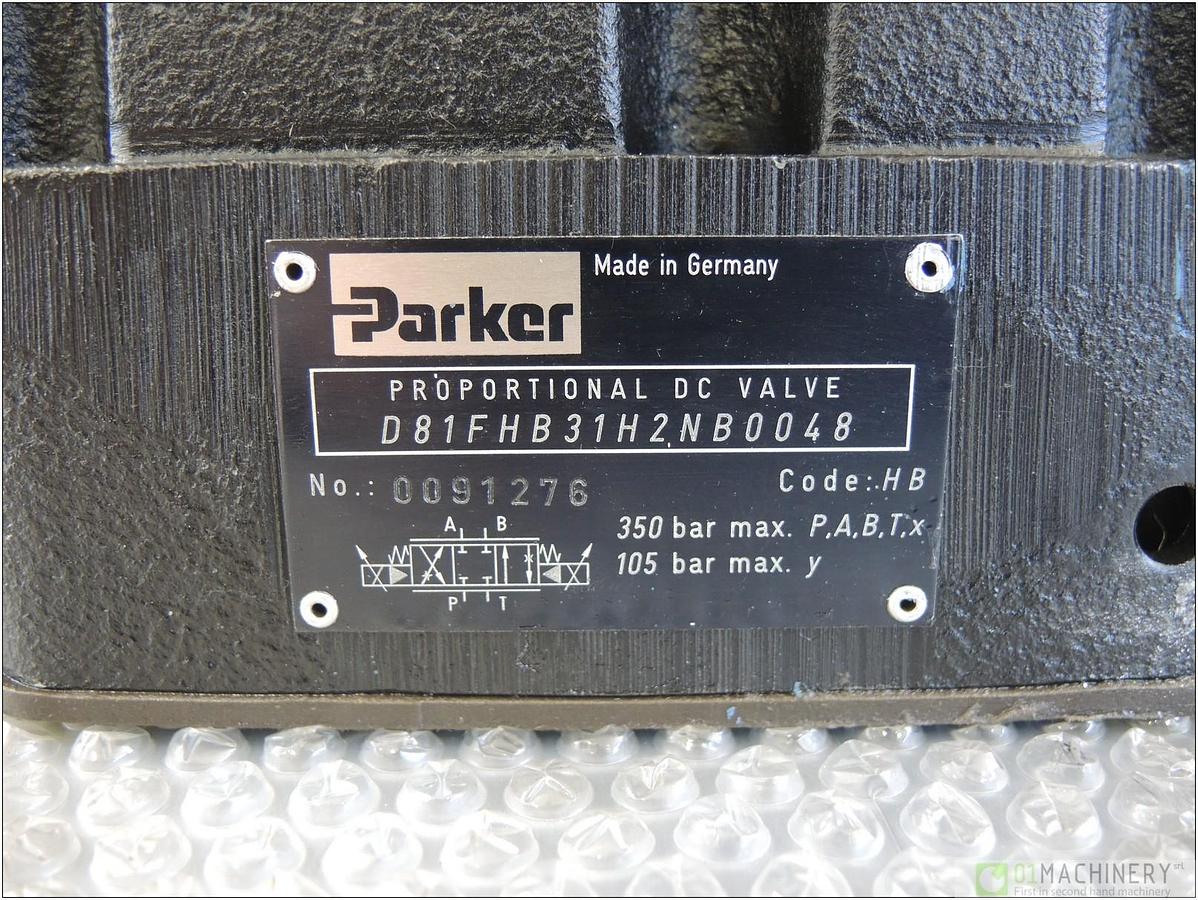 Made in Germany
Parker
PROPORTIONAL DC VALVE
D81FHB31H2NB0048
No.: 0091276
Code: HB
A B
350 bar max. P,A,B,T,x
105 bar max. y
P T
01MACHINERY srl
First in second hand machinery